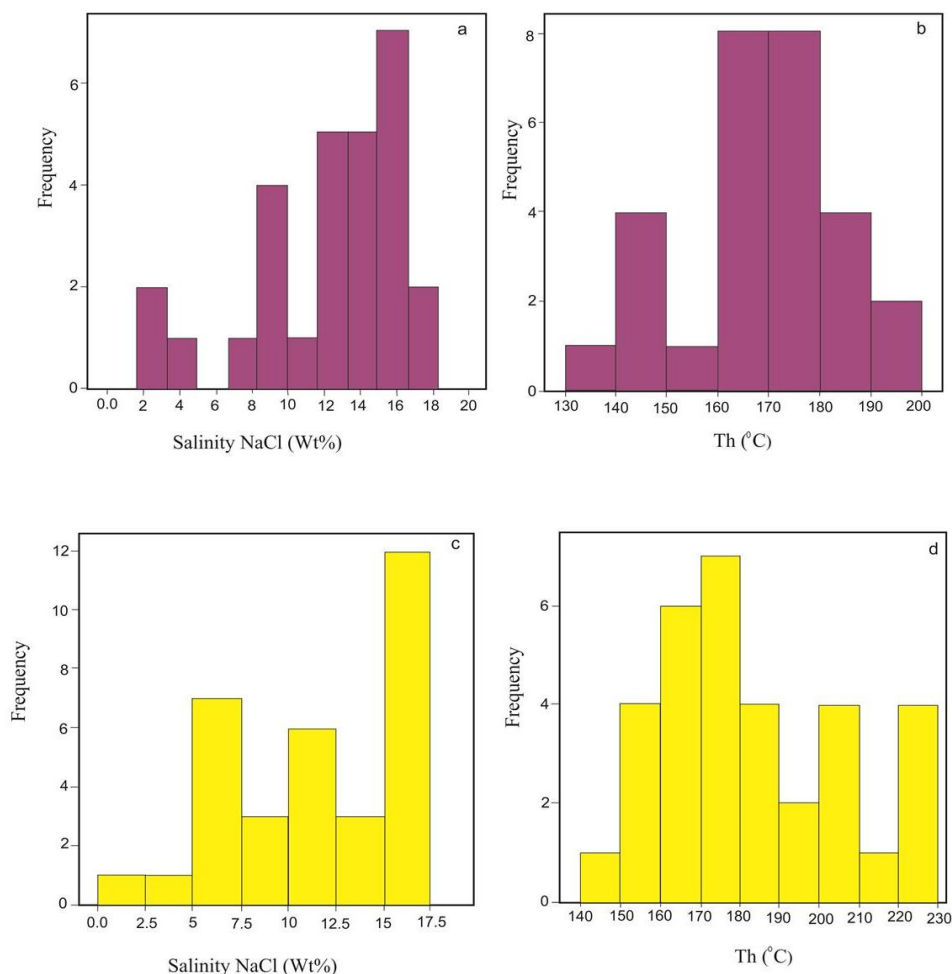 a
6
4
2
0
Frequency
0.0 2 4 6 8 10 12 14 16 18 20
Salinity NaCl (Wt%)
b
8
6
4
2
0
Frequency
130 140 150 160 170 180 190 200
Th (⁰C)
c
12
10
8
6
4
2
0
Frequency
0.0 2.5 5 7.5 10 12.5 15 17.5
Salinity NaCl (Wt%)
d
6
4
2
0
Frequency
140 150 160 170 180 190 200 210 220 230
Th (⁰C)